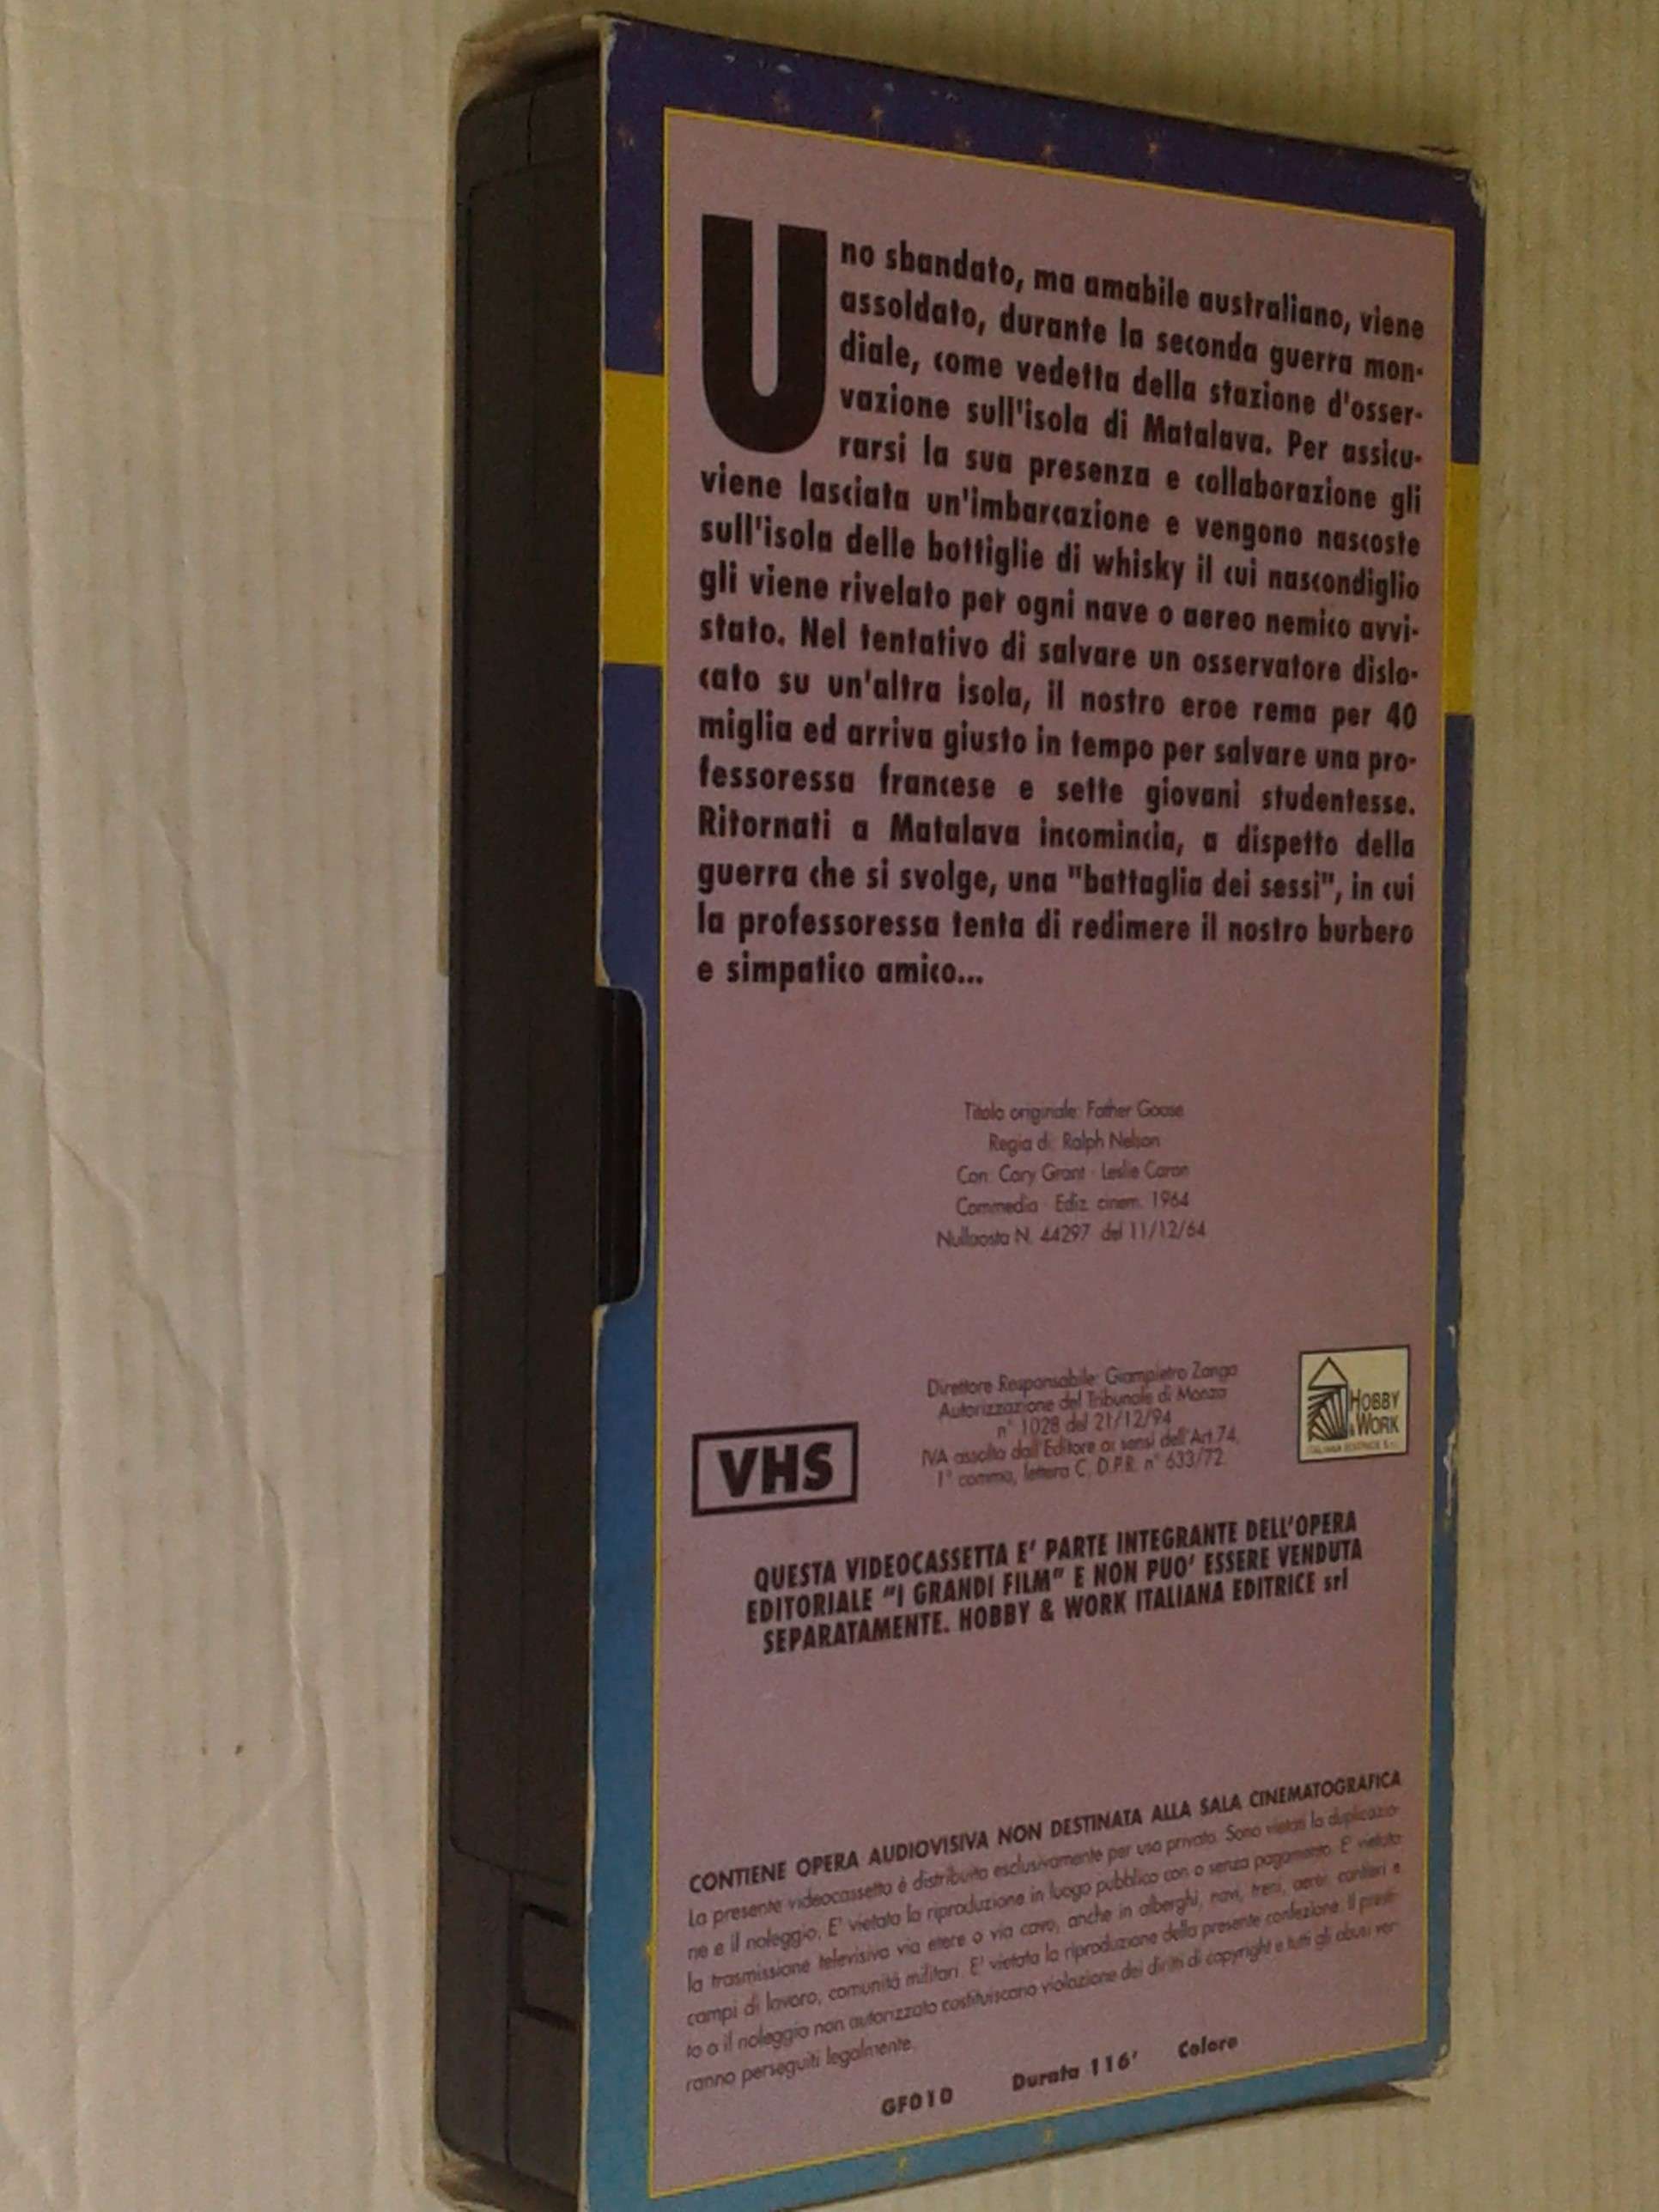 Uno sbandato, ma amabile australiano, viene
assoldato, durante la seconda guerra mon-
diale, come vedetta della stazione d'osser-
vazione sull'isola di Matalava. Per assicu-
rarsi la sua presenza e collaborazione gli
viene lasciata un'imbarcazione e vengono nascoste
sull'isola delle bottiglie di whisky il cui nascondiglio
gli viene rivelato per ogni nave o aereo nemico avvi-
stato. Nel tentativo di salvare un osservatore dislo-
cato su un'altra isola, il nostro eroe rema per 40
miglia ed arriva giusto in tempo per salvare una pro-
fessoressa francese e sette giovani studentesse.
Ritornati a Matalava incomincia, a dispetto della
guerra che si svolge, una "battaglia dei sessi", in cui
la professoressa tenta di redimere il nostro burbero
e simpatico amico...
Titolo originale: Father Goose
Regia di: Ralph Nelson
Con: Cary Grant - Leslie Caron
Commedia - Ediz. cinem. 1964
Nullaosta N. 44297 del 11/12/64
Direttore Responsabile: Giampietro Zanga
Autorizzazione del Tribunale di Monza
n° 1028 del 21/12/94
IVA assolta dall'Editore ai sensi dell'Art.74,
1° comma, lettera C, D.P.R. n° 633/72
VHS
HOBBY
& WORK
ITALIANA EDITRICE s.r.l.
QUESTA VIDEOCASSETTA E' PARTE INTEGRANTE DELL'OPERA
EDITORIALE "I GRANDI FILM" E NON PUO' ESSERE VENDUTA
SEPARATAMENTE. HOBBY & WORK ITALIANA EDITRICE srl
CONTIENE OPERA AUDIOVISIVA NON DESTINATA ALLA SALA CINEMATOGRAFICA
La presente videocassetta è distribuita esclusivamente per uso privato. Sono vietati la duplicazio-
ne e il noleggio. E' vietata la riproduzione in luogo pubblico con o senza pagamento. E' vietata
la trasmissione televisiva via etere o via cavo, anche in alberghi, navi, treni, aerei, cantieri e
campi di lavoro, comunità militari. E' vietata la riproduzione della presente confezione. Il presti-
to o il noleggio non autorizzato costituiscono violazione dei diritti di copyright e tutti gli abusi ver-
ranno perseguiti legalmente.
GF010 Durata 116' Colore